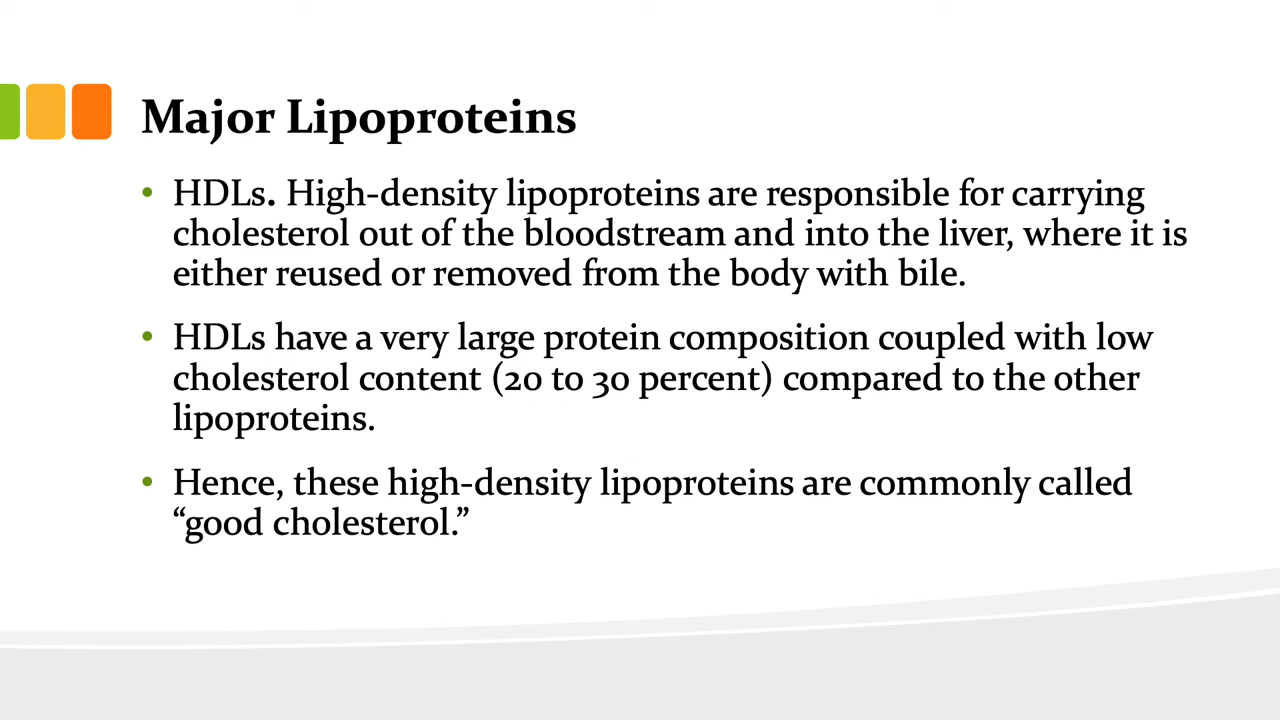 Major Lipoproteins
• HDLs. High-density lipoproteins are responsible for carrying
cholesterol out of the bloodstream and into the liver, where it is
either reused or removed from the body with bile.
• HDLs have a very large protein composition coupled with low
cholesterol content (20 to 30 percent) compared to the other
lipoproteins.
• Hence, these high-density lipoproteins are commonly called
“good cholesterol.”